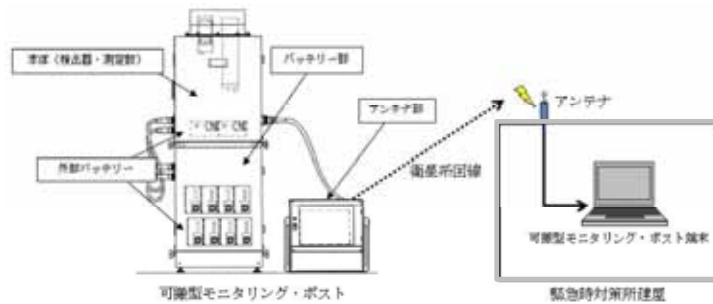 本体（検出器・測定部）
バッテリー部
アンテナ部
外部バッテリー
衛星系回線
アンテナ
可搬型モニタリング・ポスト端末
可搬型モニタリング・ポスト
緊急時対策所建屋